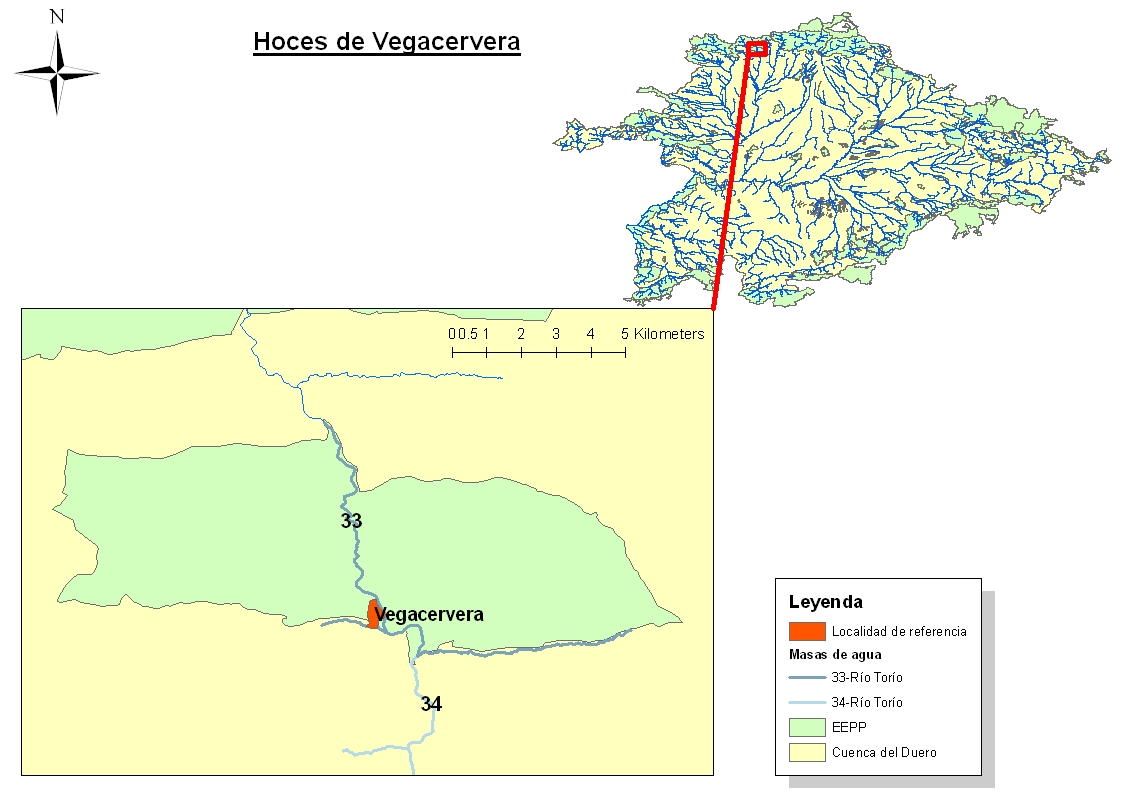 N
Hoces de Vegacervera
0 0.5 1 2 3 4 5 Kilometers
33
Vegacervera
34
Leyenda
Localidad de referencia
Masas de agua
33-Río Torío
34-Río Torío
EEPP
Cuenca del Duero